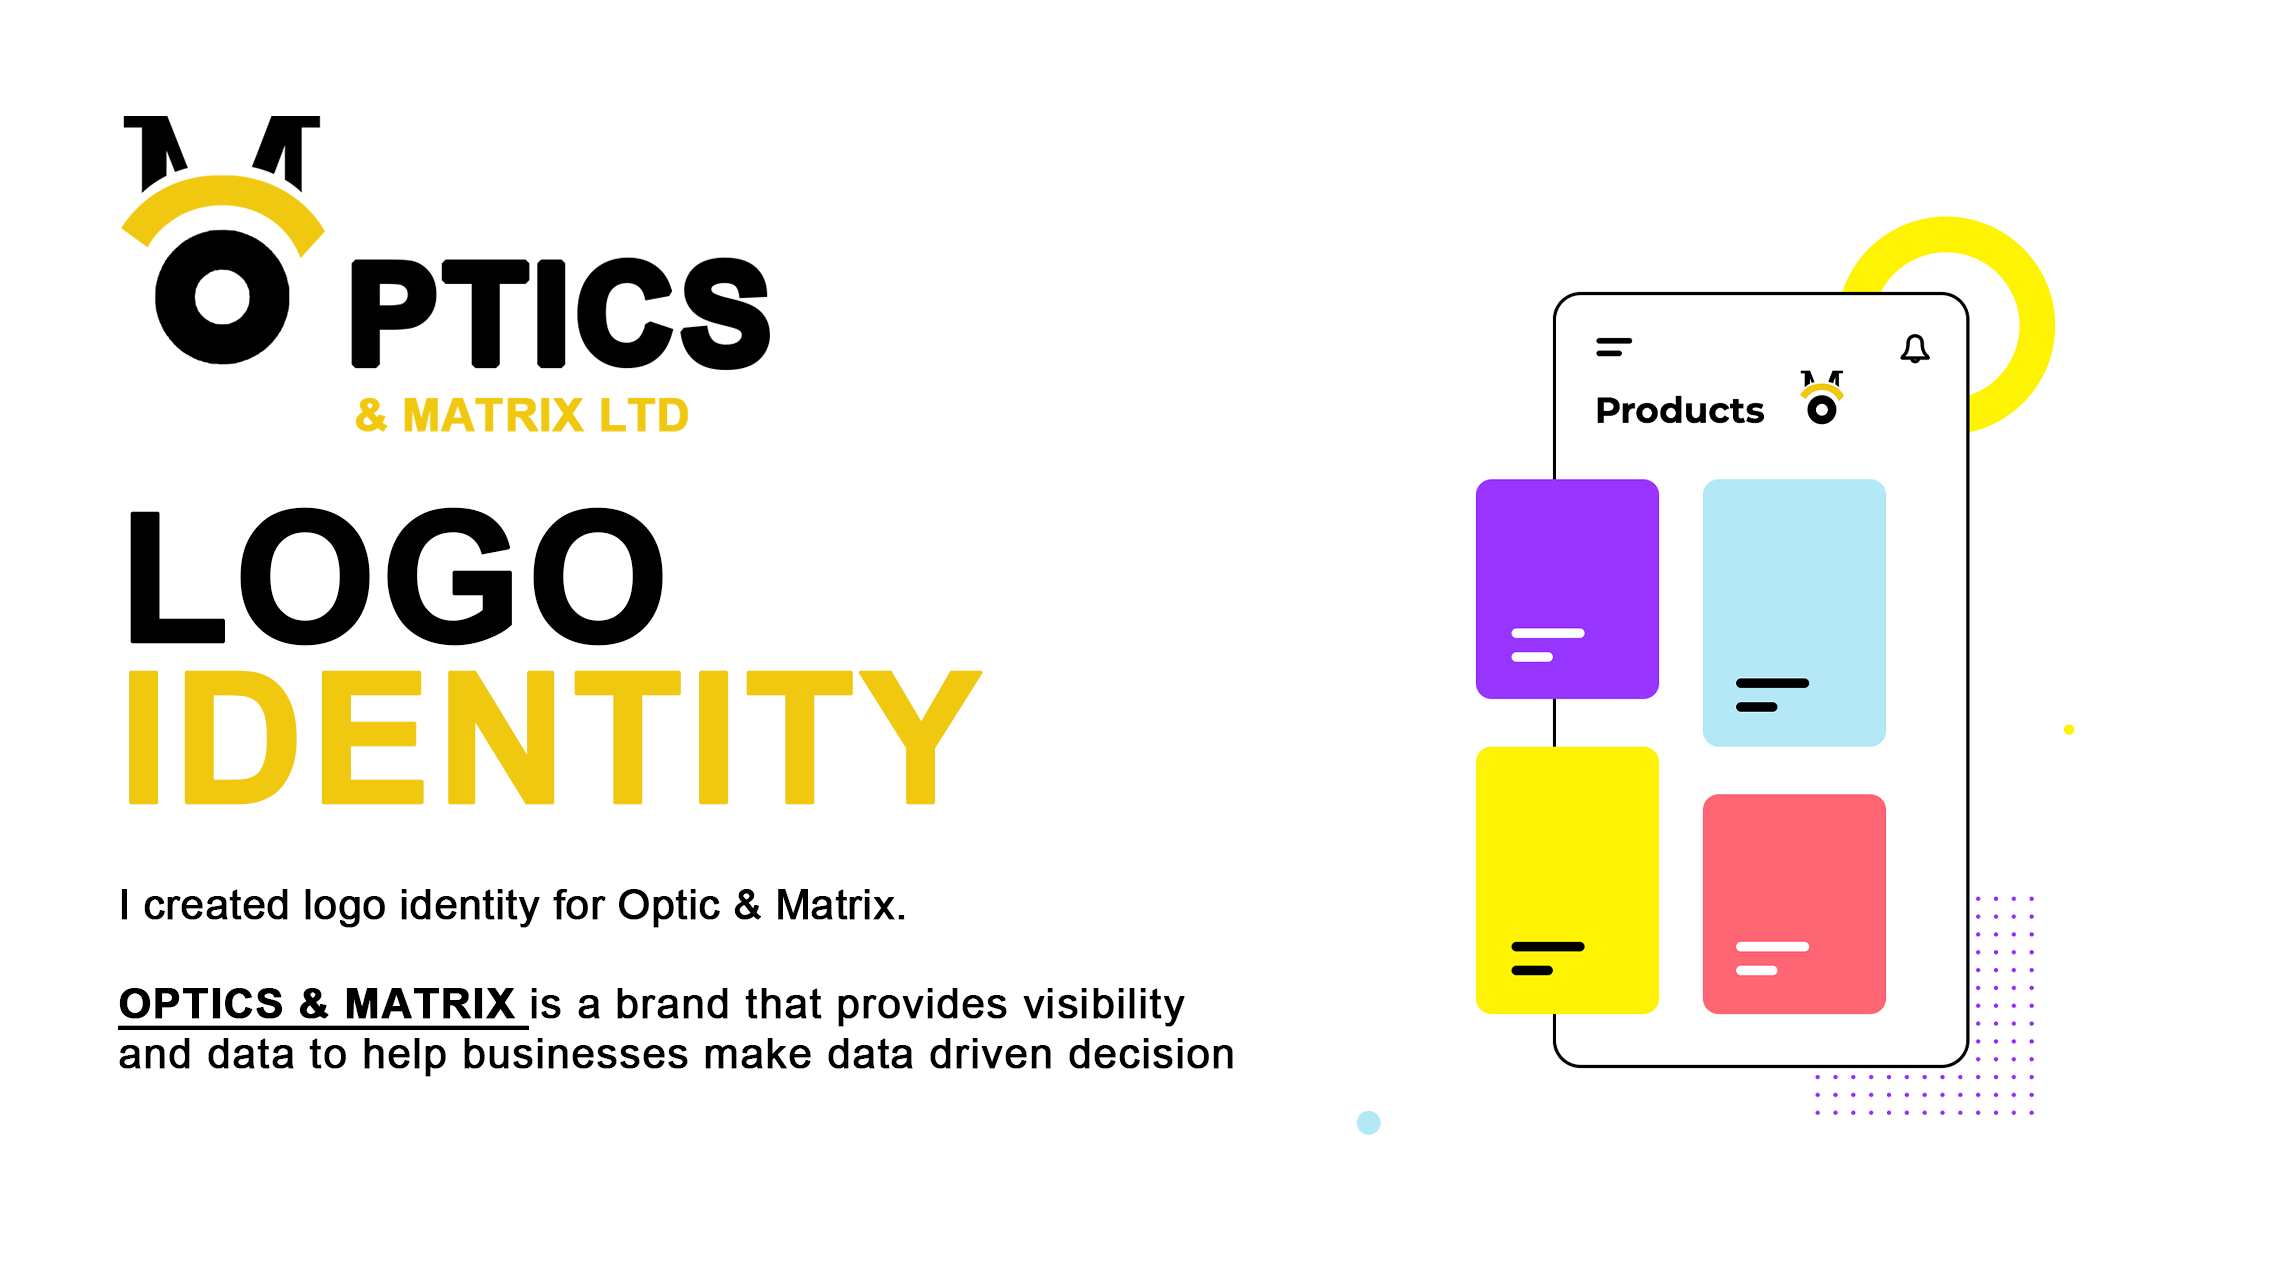 M
OPTICS
& MATRIX LTD
LOGO
IDENTITY
I created logo identity for Optic & Matrix.
OPTICS & MATRIX is a brand that provides visibility
and data to help businesses make data driven decision
Products